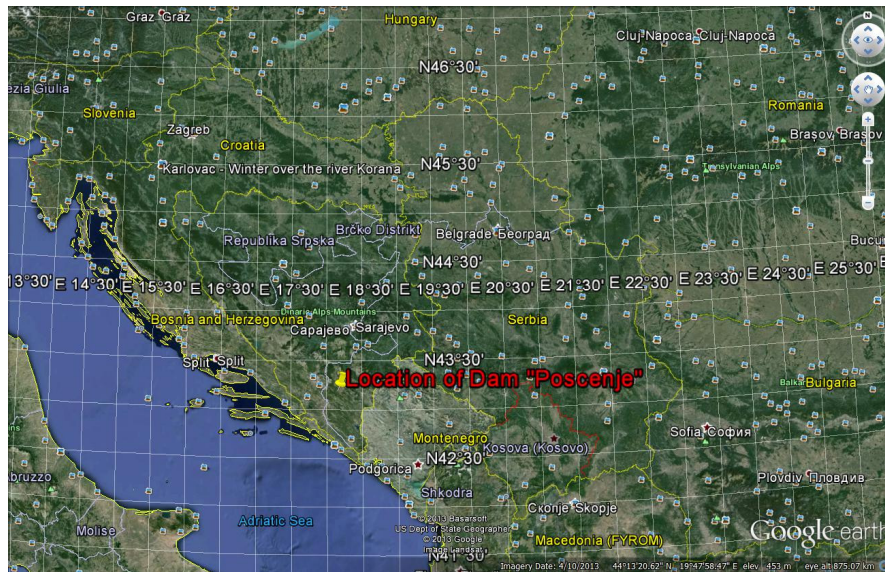 Graz Graz
Hungary
Cluj-Napoca Cluj-Napoca
N
N46°30'
ezia Giulia
Slovenia
Romania
Zagreb
Croatia
Brașov Brașov
Karlovac - Winter over the river Korana
N45°30'
Transylvanian Alps
Republika Srpska
Brčko Distrikt
Belgrade Београд
Bucu
N44°30'
13°30' E 14°30' E 15°30' E 16°30' E 17°30' E 18°30' E 19°30' E 20°30' E 21°30' E 22°30' E 23°30' E 24°30' E 25°30' E
Dinaric Alps Mountains
Bosnia and Herzegovina
Сарајево Sarajevo
Serbia
Split Split
N43°30'
Location of Dam "Poscenje"
Balka
Bulgaria
Montenegro
Kosova (Kosovo)
Sofia София
Podgorica
N42°30'
Abruzzo
Plovdiv Пловдив
Shkodra
Скопје Skopje
Adriatic Sea
Molise
© 2013 Basarsoft
US Dept of State Geographer
© 2013 Google
Image Landsat
N41°30'
Macedonia (FYROM)
Google earth
Imagery Date: 4/10/2013 44°13'20.62" N 19°47'58.47" E elev 453 m eye alt 875.07 km